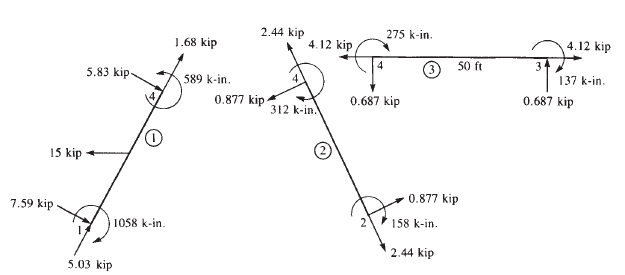 1.68 kip
5.83 kip
589 k-in.
4
1
15 kip
7.59 kip
1
1058 k-in.
5.03 kip
2.44 kip
4
0.877 kip
312 k-in.
2
0.877 kip
2
158 k-in.
2.44 kip
275 k-in.
4.12 kip
4
3
50 ft
3
4.12 kip
137 k-in.
0.687 kip
0.687 kip